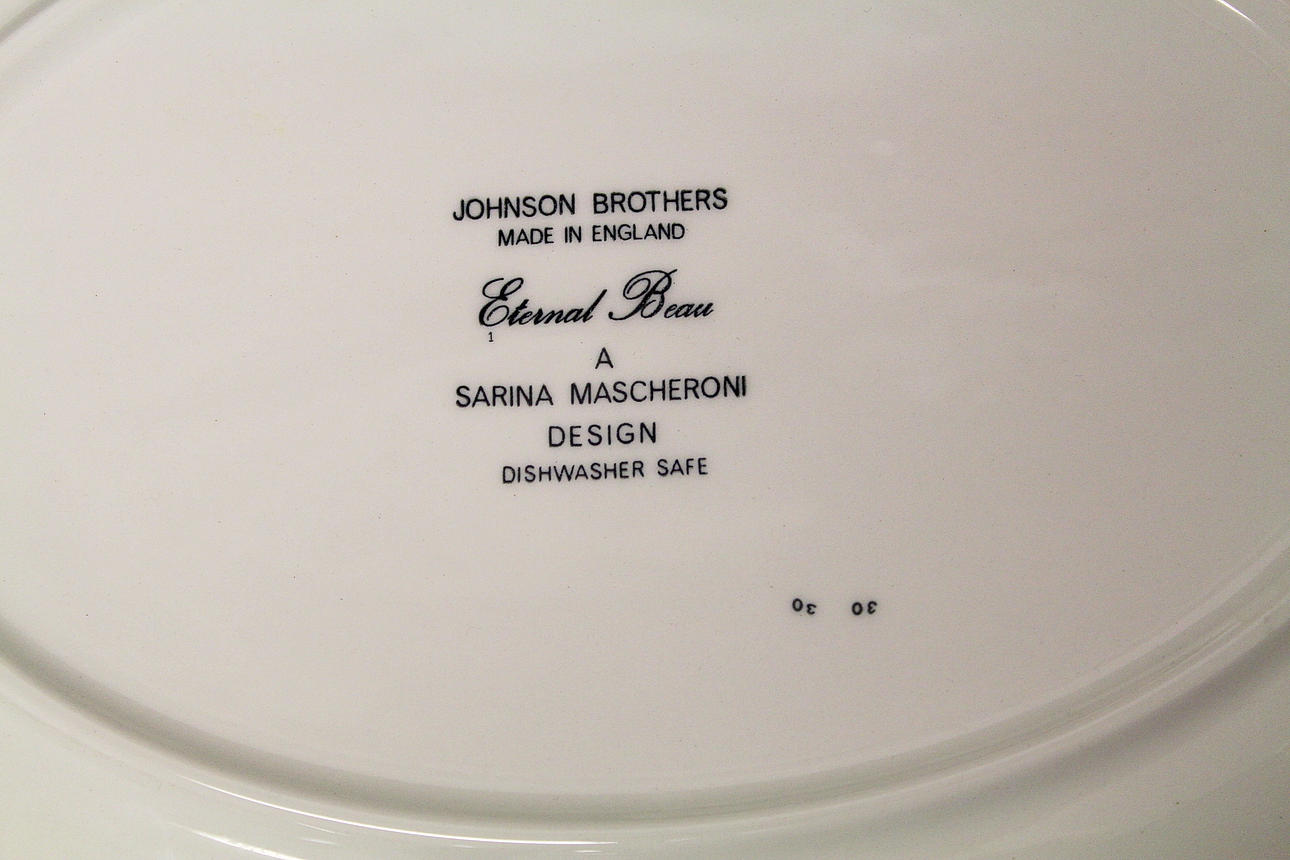 JOHNSON BROTHERS
MADE IN ENGLAND
Eternal Beau
1
A
SARINA MASCHERONI
DESIGN
DISHWASHER SAFE
30 30